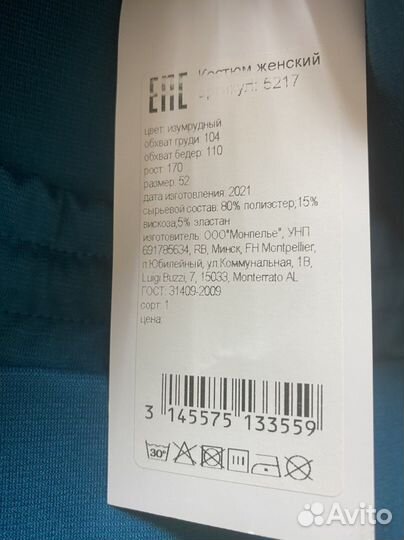 ЕАС Костюм женский
артикул: 5217
цвет: изумрудный
обхват груди: 104
обхват бедер: 110
рост: 170
размер: 52
дата изготовления: 2021
сырьевой состав: 80% полиэстер, 15%
вискоза,5% эластан
изготовитель: ООО"Монпелье", УНП
691785634, RB, Минск, FH Montpellier,
п.Юбилейный, ул.Коммунальная, 1В,
Luigi Buzzi, 7, 15033, Monterrato AL
ГОСТ: 31409-2009
сорт: 1
цена:
3 145575 133559
30°
Avito